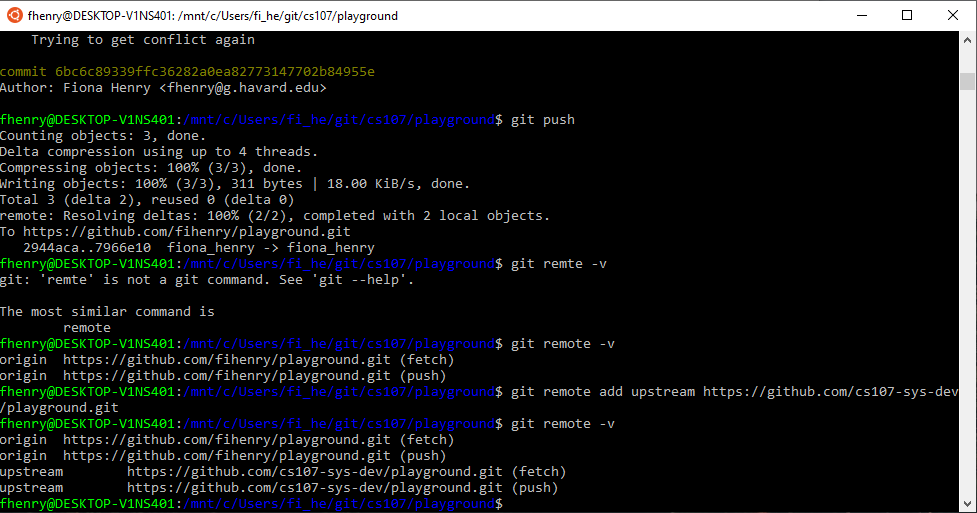 fhenry@DESKTOP-V1NS401: /mnt/c/Users/fi_he/git/cs107/playground
    Trying to get conflict again
commit 6bc6c89339ffc36282a0ea82773147702b84955e
Author: Fiona Henry <fhenry@g.havard.edu>
fhenry@DESKTOP-V1NS401:/mnt/c/Users/fi_he/git/cs107/playground$ git push
Counting objects: 3, done.
Delta compression using up to 4 threads.
Compressing objects: 100% (3/3), done.
Writing objects: 100% (3/3), 311 bytes | 18.00 KiB/s, done.
Total 3 (delta 2), reused 0 (delta 0)
remote: Resolving deltas: 100% (2/2), completed with 2 local objects.
To https://github.com/fihenry/playground.git
   2944aca..7966e10  fiona_henry -> fiona_henry
fhenry@DESKTOP-V1NS401:/mnt/c/Users/fi_he/git/cs107/playground$ git remte -v
git: 'remte' is not a git command. See 'git --help'.
The most similar command is
        remote
fhenry@DESKTOP-V1NS401:/mnt/c/Users/fi_he/git/cs107/playground$ git remote -v
origin  https://github.com/fihenry/playground.git (fetch)
origin  https://github.com/fihenry/playground.git (push)
fhenry@DESKTOP-V1NS401:/mnt/c/Users/fi_he/git/cs107/playground$ git remote add upstream https://github.com/cs107-sys-dev
/playground.git
fhenry@DESKTOP-V1NS401:/mnt/c/Users/fi_he/git/cs107/playground$ git remote -v
origin  https://github.com/fihenry/playground.git (fetch)
origin  https://github.com/fihenry/playground.git (push)
upstream        https://github.com/cs107-sys-dev/playground.git (fetch)
upstream        https://github.com/cs107-sys-dev/playground.git (push)
fhenry@DESKTOP-V1NS401:/mnt/c/Users/fi_he/git/cs107/playground$